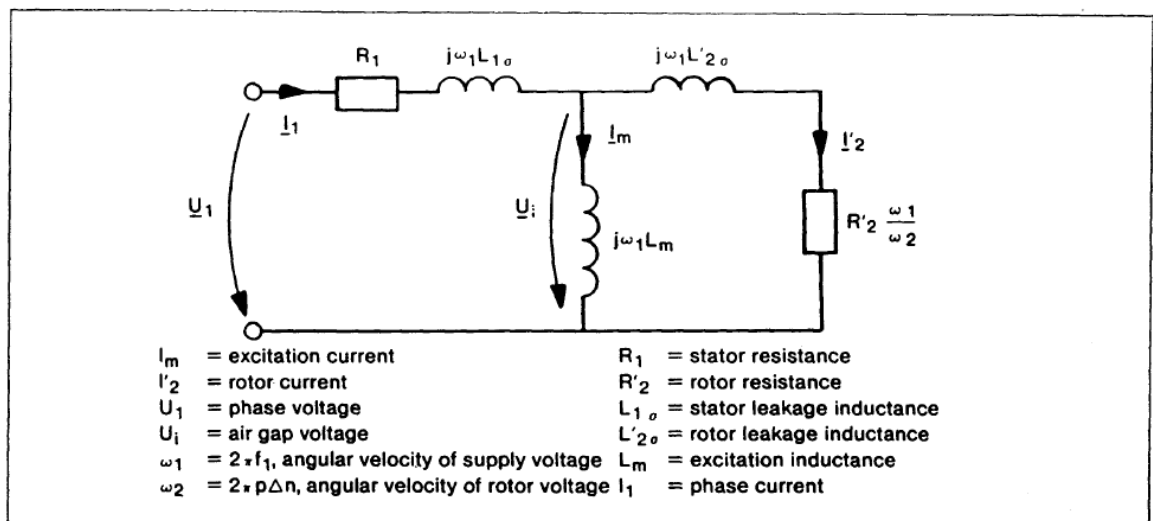 R₁
jω₁L₁σ
jω₁L'₂σ
I₁
Iₘ
I'₂
U₁
Uᵢ
jω₁Lₘ
R'₂ ω1/ω2
Iₘ = excitation current
I'₂ = rotor current
U₁ = phase voltage
Uᵢ = air gap voltage
ω₁ = 2πf₁, angular velocity of supply voltage
ω₂ = 2πpΔn, angular velocity of rotor voltage
R₁ = stator resistance
R'₂ = rotor resistance
L₁σ = stator leakage inductance
L'₂σ = rotor leakage inductance
Lₘ = excitation inductance
I₁ = phase current